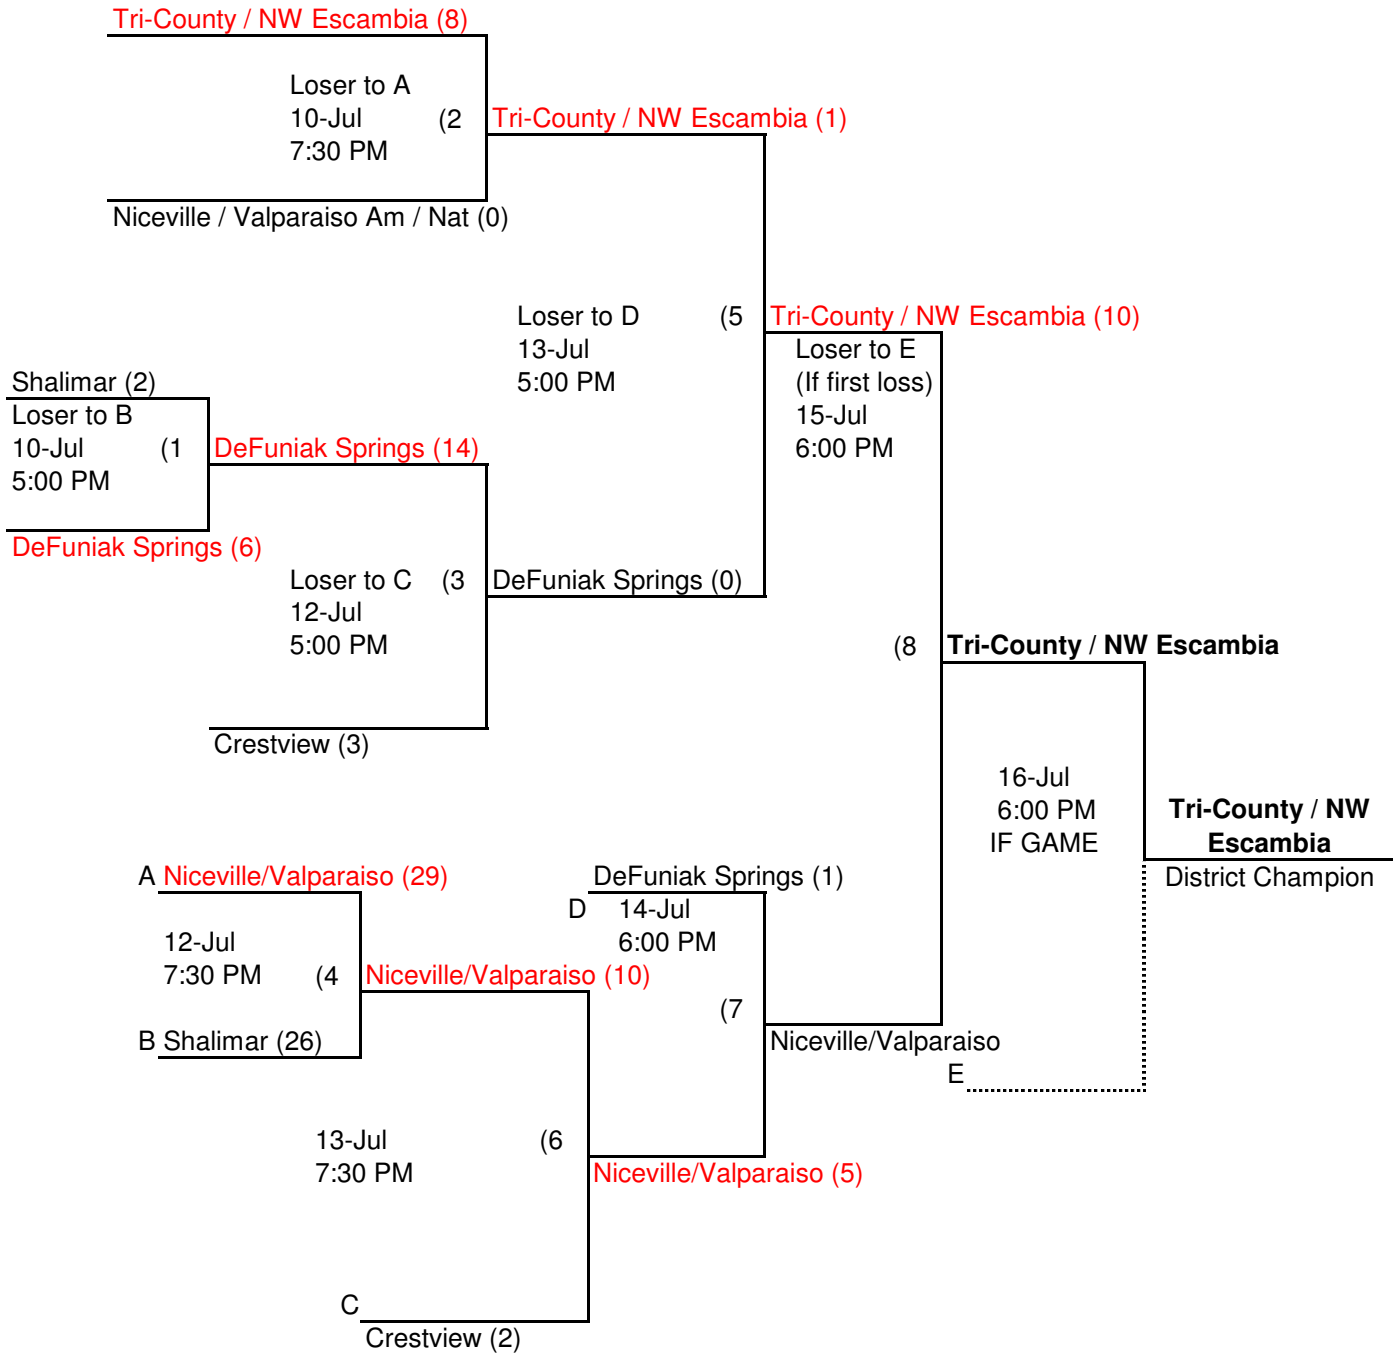 Tri-County / NW Escambia (8)
Loser to A
10-Jul (2
7:30 PM
Tri-County / NW Escambia (1)
Niceville / Valparaiso Am / Nat (0)
Loser to D (5
13-Jul
5:00 PM
Tri-County / NW Escambia (10)
Loser to E
(If first loss)
15-Jul
6:00 PM
Shalimar (2)
Loser to B
10-Jul (1
5:00 PM
DeFuniak Springs (14)
DeFuniak Springs (6)
Loser to C (3
12-Jul
5:00 PM
DeFuniak Springs (0)
(8
Tri-County / NW Escambia
Crestview (3)
16-Jul
6:00 PM
IF GAME
Tri-County / NW
Escambia
District Champion
A Niceville/Valparaiso (29)
12-Jul
7:30 PM (4
Niceville/Valparaiso (10)
B Shalimar (26)
DeFuniak Springs (1)
D 14-Jul
6:00 PM
(7
Niceville/Valparaiso
E
13-Jul (6
7:30 PM
Niceville/Valparaiso (5)
C
Crestview (2)